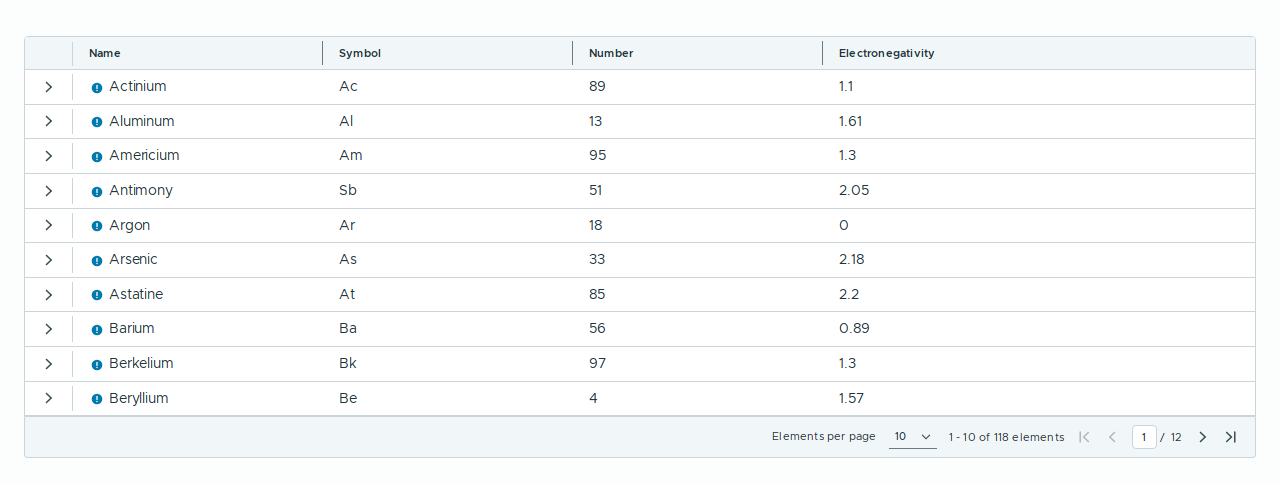 Name Symbol Number Electronegativity
Actinium Ac 89 1.1
Aluminum Al 13 1.61
Americium Am 95 1.3
Antimony Sb 51 2.05
Argon Ar 18 0
Arsenic As 33 2.18
Astatine At 85 2.2
Barium Ba 56 0.89
Berkelium Bk 97 1.3
Beryllium Be 4 1.57
Elements per page 10 1 - 10 of 118 elements 1 / 12